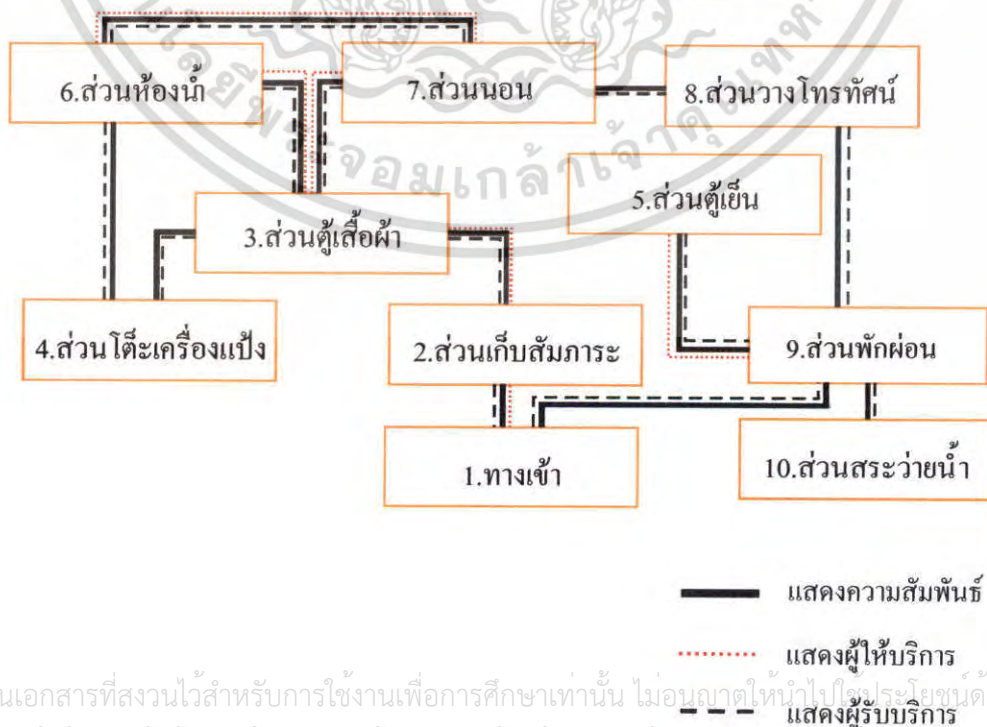 6.ส่วนห้องน้ำ
7.ส่วนนอน
8.ส่วนวางโทรทัศน์
5.ส่วนตู้เย็น
3.ส่วนตู้เสื้อผ้า
4.ส่วนโต๊ะเครื่องแป้ง
2.ส่วนเก็บสัมภาระ
9.ส่วนพักผ่อน
1.ทางเข้า
10.ส่วนสระว่ายน้ำ
แสดงความสัมพันธ์
แสดงผู้ให้บริการ
นเอกสารที่สงวนไว้สำหรับการใช้งานเพื่อการศึกษาเท่านั้น ไม่อนุญาตให้นำไปใช้ประโยชน์ด้
แสดงผู้รับบริการ